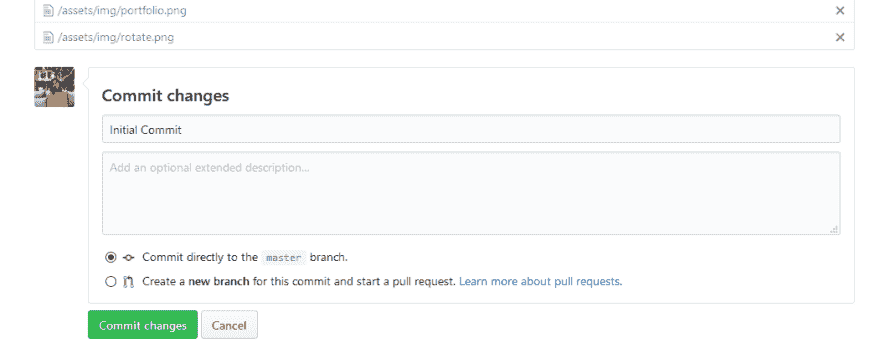 /assets/img/portfolio.png
/assets/img/rotate.png
Commit changes
Initial Commit
Add an optional extended description...
Commit directly to the master branch.
Create a new branch for this commit and start a pull request. Learn more about pull requests.
Commit changes Cancel